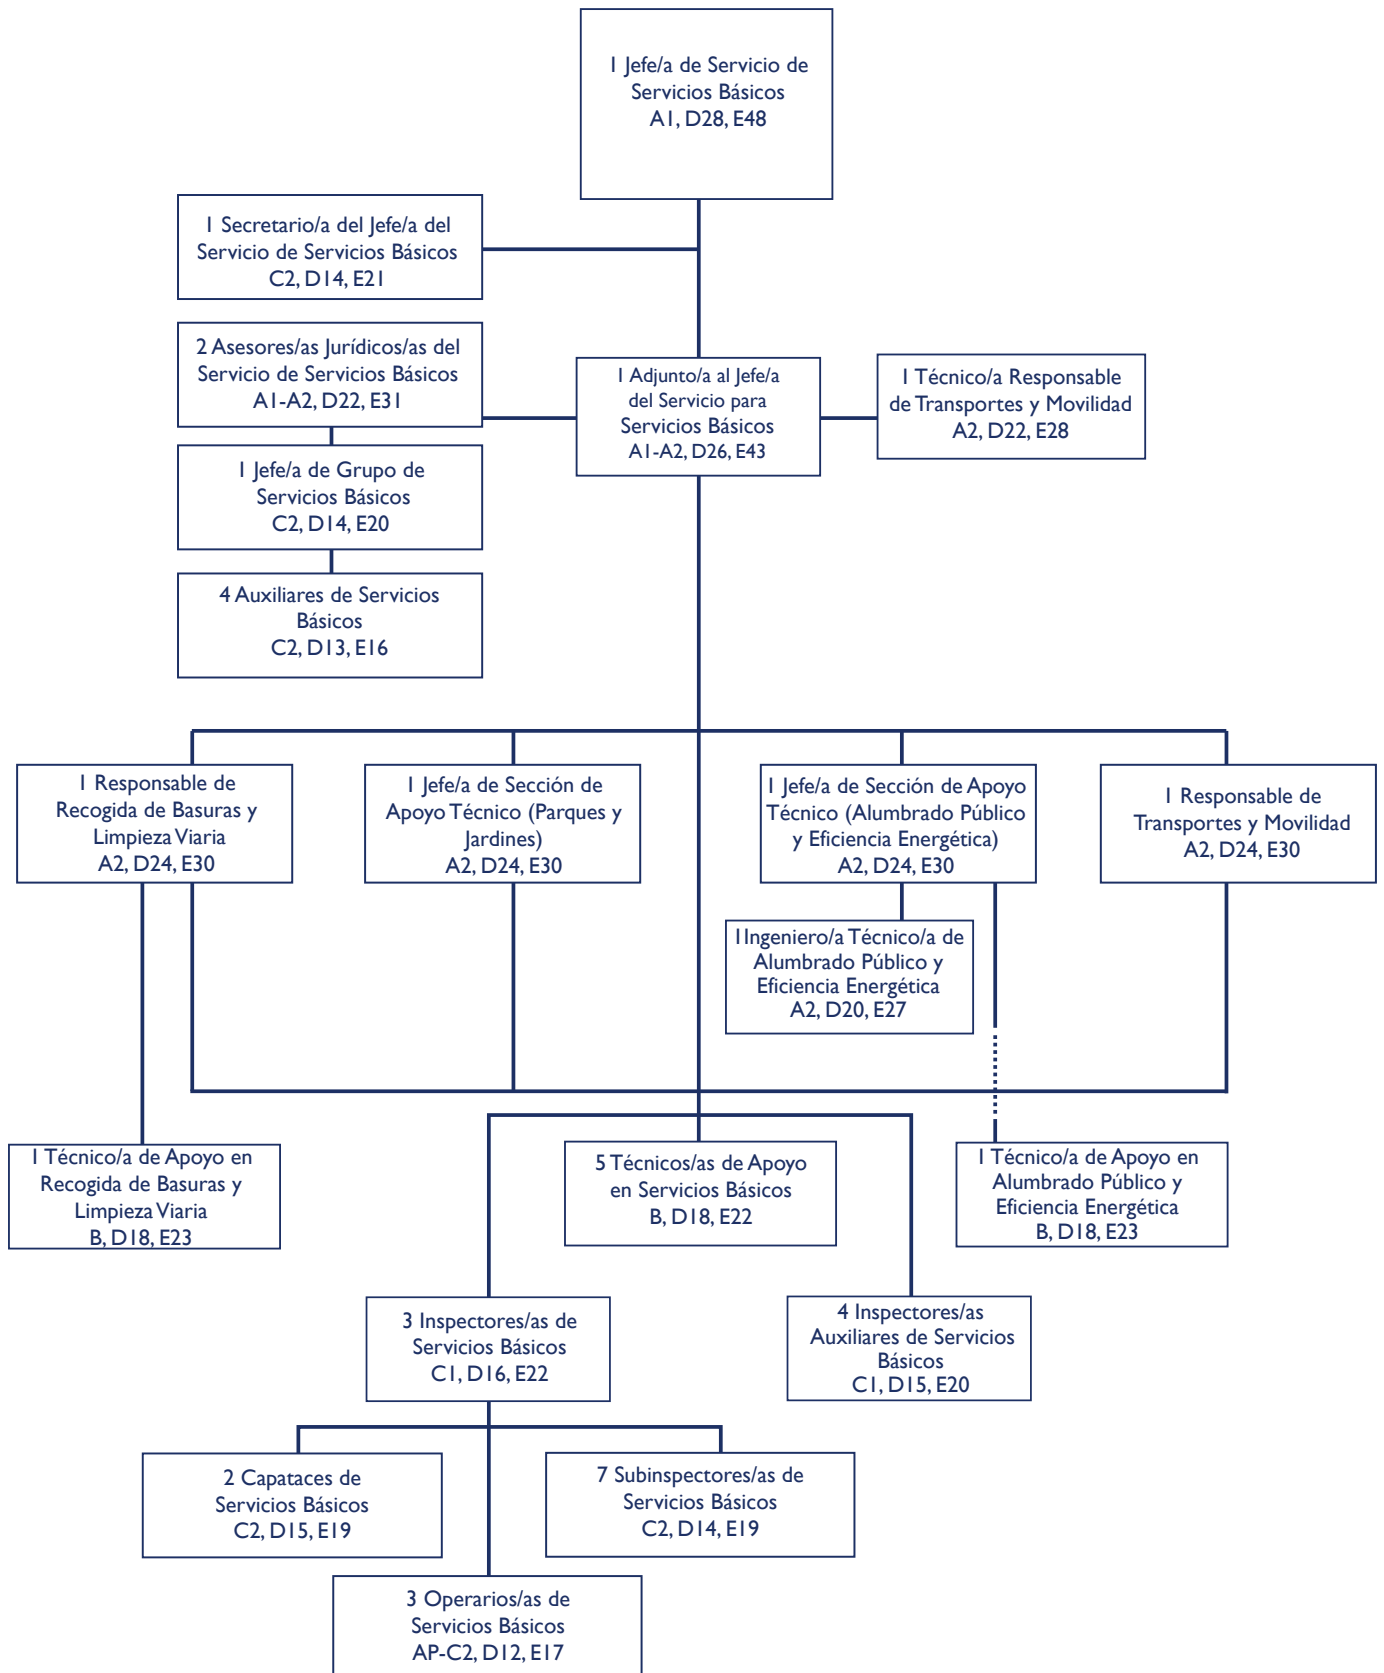 1 Jefe/a de Servicio de
Servicios Básicos
A1, D28, E48
1 Secretario/a del Jefe/a del
Servicio de Servicios Básicos
C2, D14, E21
2 Asesores/as Jurídicos/as del
Servicio de Servicios Básicos
A1-A2, D22, E31
1 Adjunto/a al Jefe/a
del Servicio para
Servicios Básicos
A1-A2, D26, E43
1 Técnico/a Responsable
de Transportes y Movilidad
A2, D22, E28
1 Jefe/a de Grupo de
Servicios Básicos
C2, D14, E20
4 Auxiliares de Servicios
Básicos
C2, D13, E16
1 Responsable de
Recogida de Basuras y
Limpieza Viaria
A2, D24, E30
1 Jefe/a de Sección de
Apoyo Técnico (Parques y
Jardines)
A2, D24, E30
1 Jefe/a de Sección de Apoyo
Técnico (Alumbrado Público
y Eficiencia Energética)
A2, D24, E30
1 Responsable de
Transportes y Movilidad
A2, D24, E30
1Ingeniero/a Técnico/a de
Alumbrado Público y
Eficiencia Energética
A2, D20, E27
1 Técnico/a de Apoyo en
Recogida de Basuras y
Limpieza Viaria
B, D18, E23
5 Técnicos/as de Apoyo
en Servicios Básicos
B, D18, E22
1 Técnico/a de Apoyo en
Alumbrado Público y
Eficiencia Energética
B, D18, E23
3 Inspectores/as de
Servicios Básicos
C1, D16, E22
4 Inspectores/as
Auxiliares de Servicios
Básicos
C1, D15, E20
2 Capataces de
Servicios Básicos
C2, D15, E19
7 Subinspectores/as de
Servicios Básicos
C2, D14, E19
3 Operarios/as de
Servicios Básicos
AP-C2, D12, E17